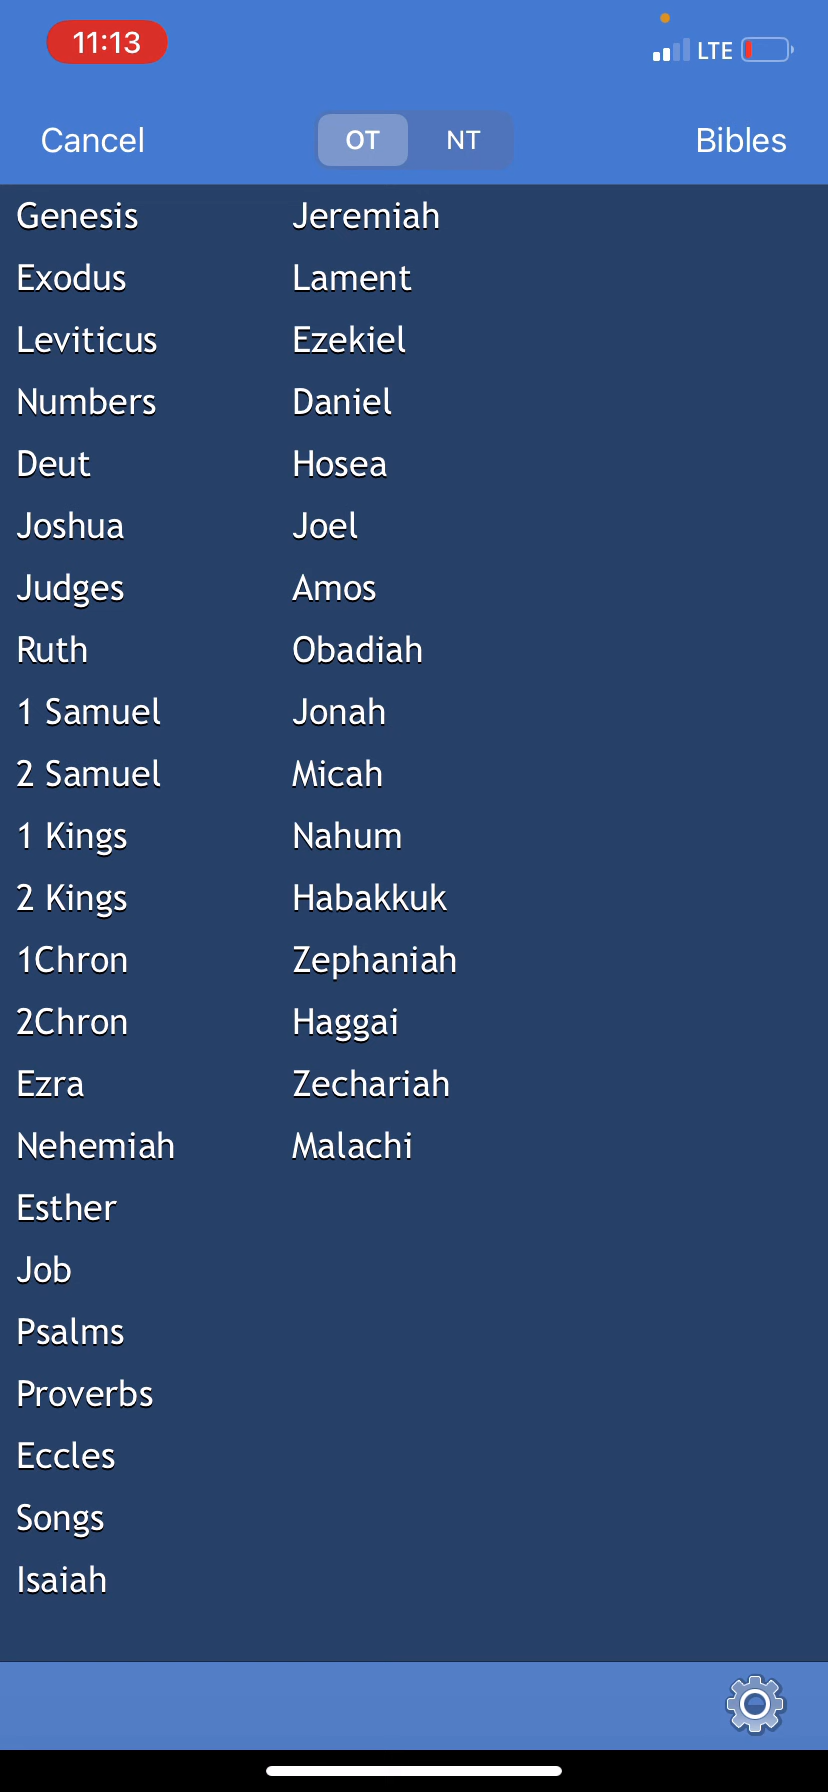 11:13
LTE
Cancel
OT
NT
Bibles
Genesis
Exodus
Leviticus
Numbers
Deut
Joshua
Judges
Ruth
1 Samuel
2 Samuel
1 Kings
2 Kings
1Chron
2Chron
Ezra
Nehemiah
Esther
Job
Psalms
Proverbs
Eccles
Songs
Isaiah
Jeremiah
Lament
Ezekiel
Daniel
Hosea
Joel
Amos
Obadiah
Jonah
Micah
Nahum
Habakkuk
Zephaniah
Haggai
Zechariah
Malachi